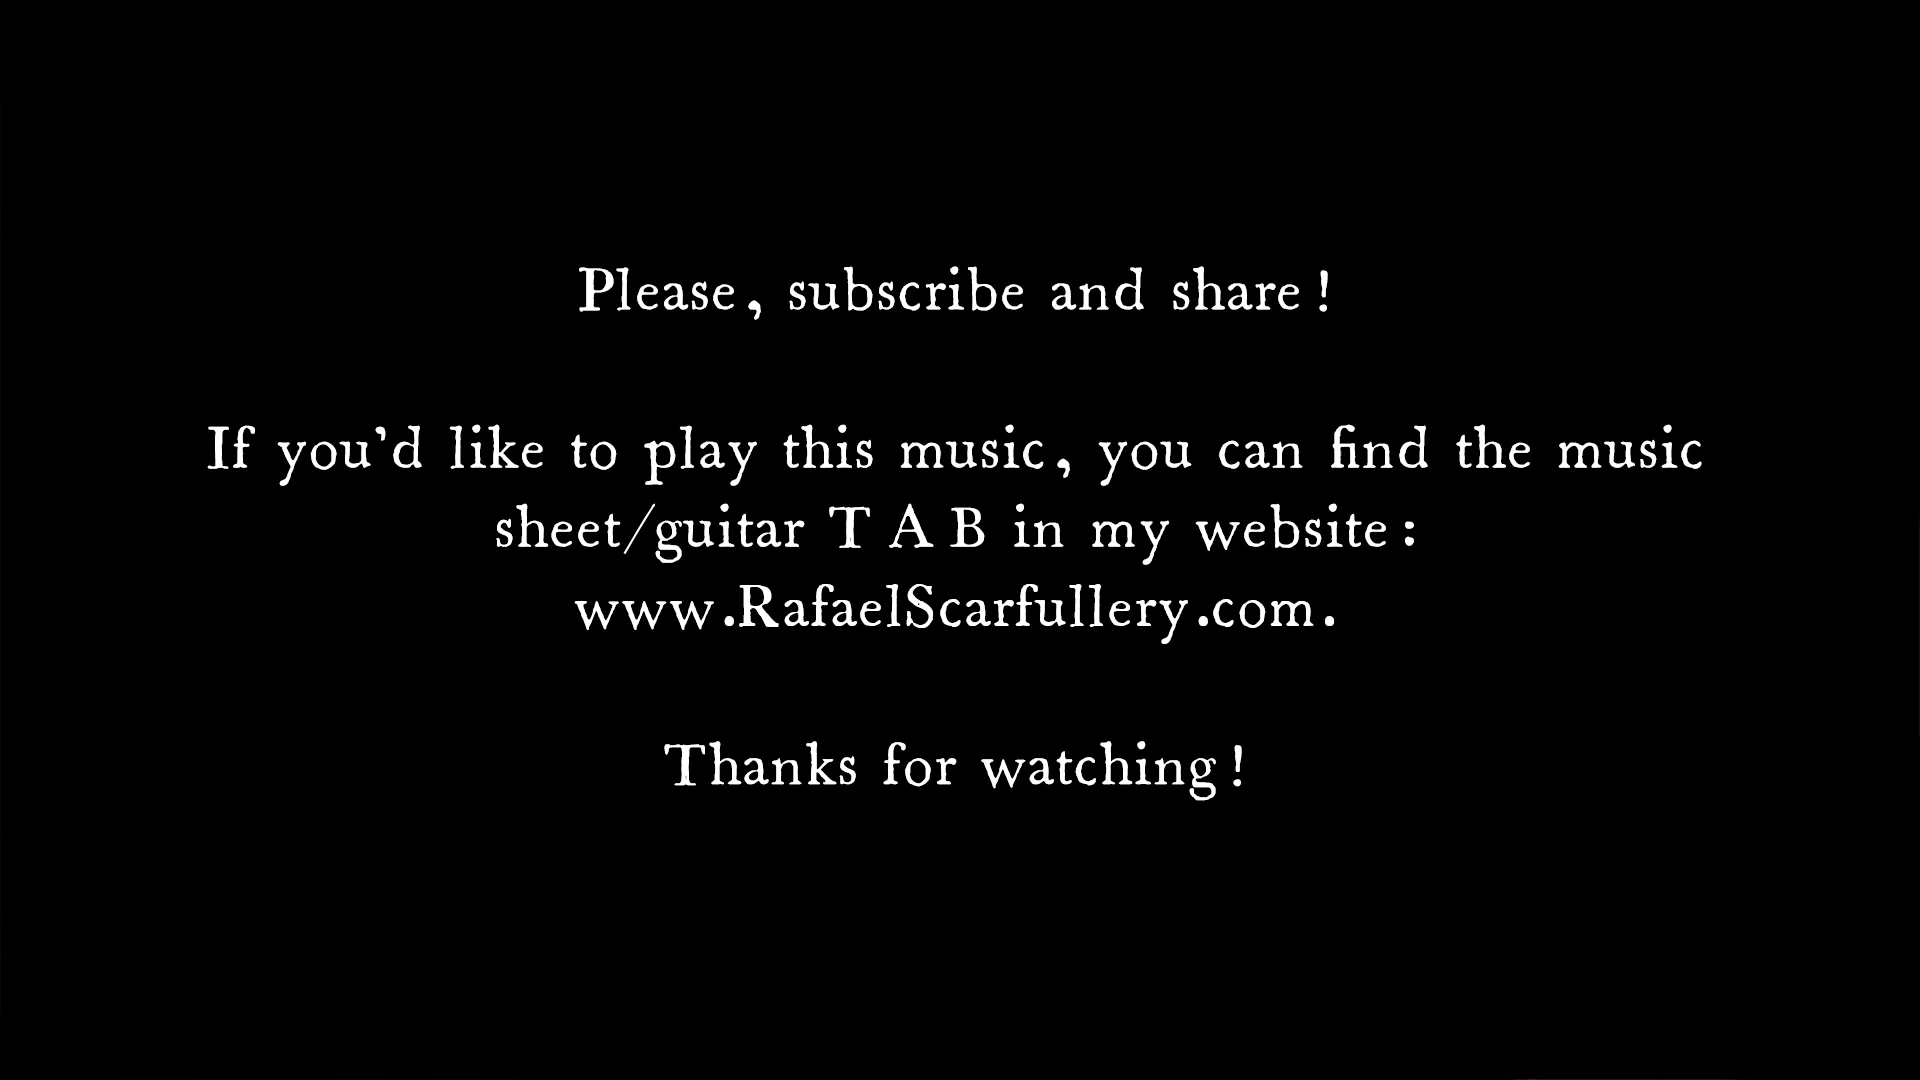 Please, subscribe and share!
If you'd like to play this music, you can find the music
sheet/guitar T A B in my website:
www.RafaelScarfullery.com.
Thanks for watching!